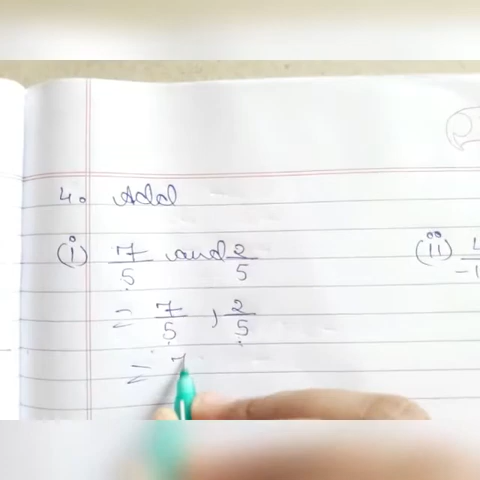 4. Add
(i) 7/5 and 2/5 (ii)
= 7/5 , 2/5
= 7